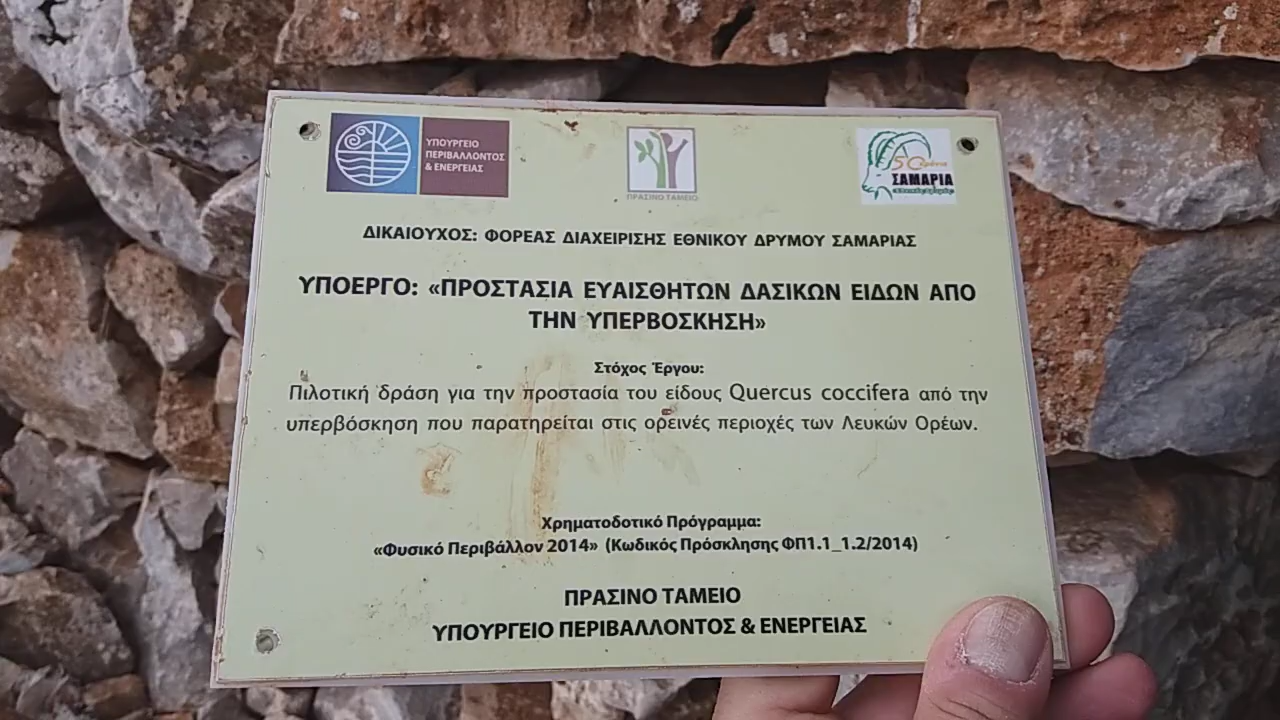 ΥΠΟΥΡΓΕΙΟ
ΠΕΡΙΒΑΛΛΟΝΤΟΣ
& ΕΝΕΡΓΕΙΑΣ
ΠΡΑΣΙΝΟ ΤΑΜΕΙΟ
50 χρόνια
ΣΑΜΑΡΙΑ
ΔΙΚΑΙΟΥΧΟΣ: ΦΟΡΕΑΣ ΔΙΑΧΕΙΡΙΣΗΣ ΕΘΝΙΚΟΥ ΔΡΥΜΟΥ ΣΑΜΑΡΙΑΣ
ΥΠΟΕΡΓΟ: «ΠΡΟΣΤΑΣΙΑ ΕΥΑΙΣΘΗΤΩΝ ΔΑΣΙΚΩΝ ΕΙΔΩΝ ΑΠΟ
ΤΗΝ ΥΠΕΡΒΟΣΚΗΣΗ»
Στόχος Έργου:
Πιλοτική δράση για την προστασία του είδους Quercus coccifera από την
υπερβόσκηση που παρατηρείται στις ορεινές περιοχές των Λευκών Ορέων.
Χρηματοδοτικό Πρόγραμμα:
«Φυσικό Περιβάλλον 2014» (Κωδικός Πρόσκλησης ΦΠ1.1_1.2/2014)
ΠΡΑΣΙΝΟ ΤΑΜΕΙΟ
ΥΠΟΥΡΓΕΙΟ ΠΕΡΙΒΑΛΛΟΝΤΟΣ & ΕΝΕΡΓΕΙΑΣ